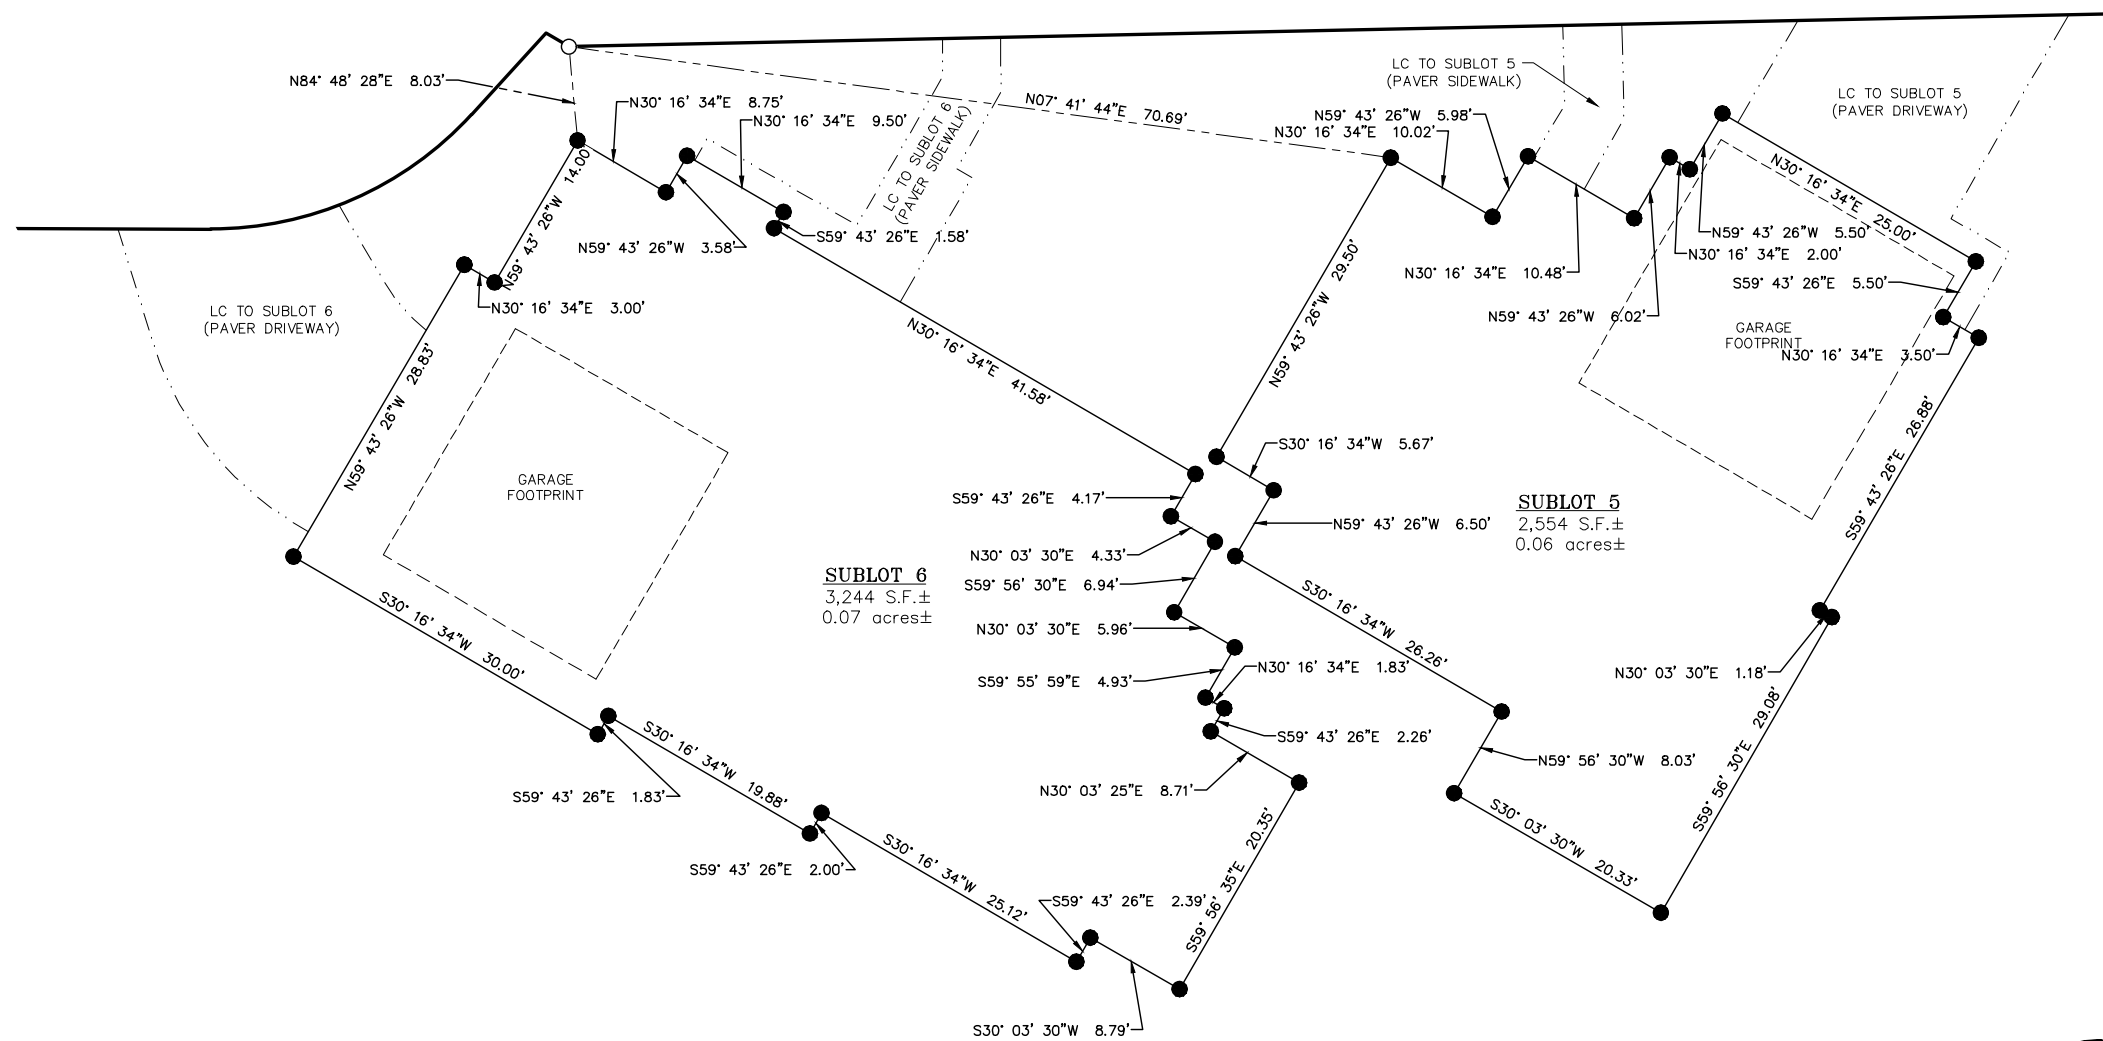 N84° 48' 28"E 8.03'
N30° 16' 34"E 8.75'
N30° 16' 34"E 9.50'
LC TO SUBLOT 6
(PAVER SIDEWALK)
N07° 41' 44"E 70.69'
N59° 43' 26"W 5.98'
N30° 16' 34"E 10.02'
LC TO SUBLOT 5
(PAVER SIDEWALK)
LC TO SUBLOT 5
(PAVER DRIVEWAY)
N59° 43' 26"W 14.00'
N59° 43' 26"W 3.58'
S59° 43' 26"E 1.58'
N30° 16' 34"E 25.00'
N59° 43' 26"W 5.50'
N30° 16' 34"E 2.00'
N30° 16' 34"E 10.48'
S59° 43' 26"E 5.50'
N59° 43' 26"W 6.02'
GARAGE
FOOTPRINT
N30° 16' 34"E 3.50'
LC TO SUBLOT 6
(PAVER DRIVEWAY)
N30° 16' 34"E 3.00'
N59° 43' 26"W 28.83'
N30° 16' 34"E 41.58'
N59° 43' 26"W 29.50'
S59° 43' 26"E 26.88'
GARAGE
FOOTPRINT
S30° 16' 34"W 5.67'
S59° 43' 26"E 4.17'
N59° 43' 26"W 6.50'
SUBLOT 5
2,554 S.F.±
0.06 acres±
N30° 03' 30"E 4.33'
SUBLOT 6
3,244 S.F.±
0.07 acres±
S59° 56' 30"E 6.94'
N30° 03' 30"E 5.96'
S30° 16' 34"W 26.26'
N30° 16' 34"E 1.83'
S59° 55' 59"E 4.93'
N30° 03' 30"E 1.18'
S30° 16' 34"W 30.00'
S59° 43' 26"E 2.26'
N59° 56' 30"W 8.03'
S59° 56' 30"E 29.08'
S30° 16' 34"W 19.88'
S59° 43' 26"E 1.83'
N30° 03' 25"E 8.71'
S30° 03' 30"W 20.33'
S59° 43' 26"E 2.00'
S30° 16' 34"W 25.12'
S59° 43' 26"E 2.39'
S59° 56' 35"E 20.35'
S30° 03' 30"W 8.79'